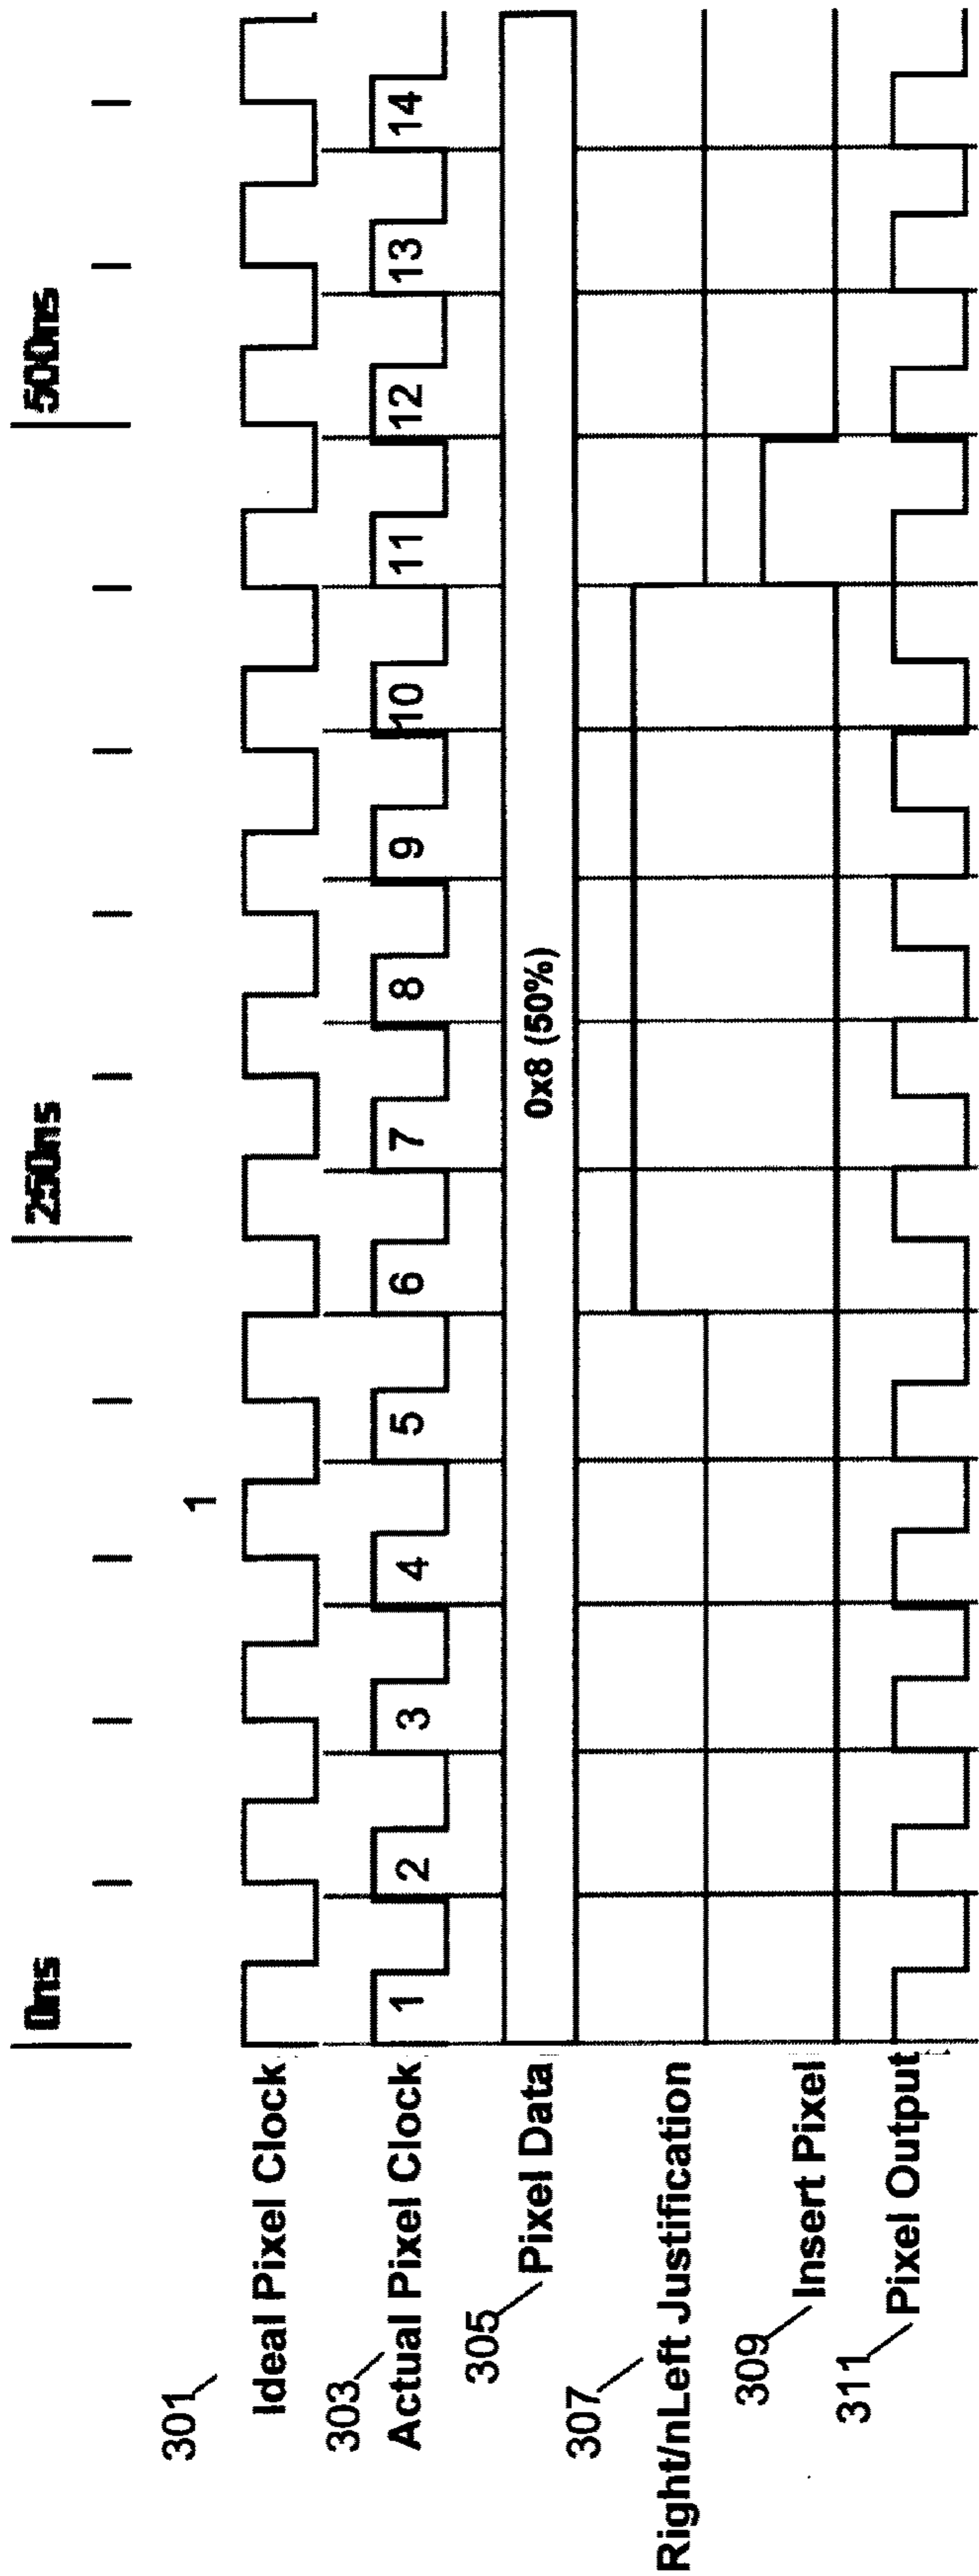 0ns 250ns 500ns
1
301
Ideal Pixel Clock
303
Actual Pixel Clock
1 2 3 4 5 6 7 8 9 10 11 12 13 14
305
Pixel Data
0x8 (50%)
307
Right/nLeft Justification
309
Insert Pixel
311
Pixel Output